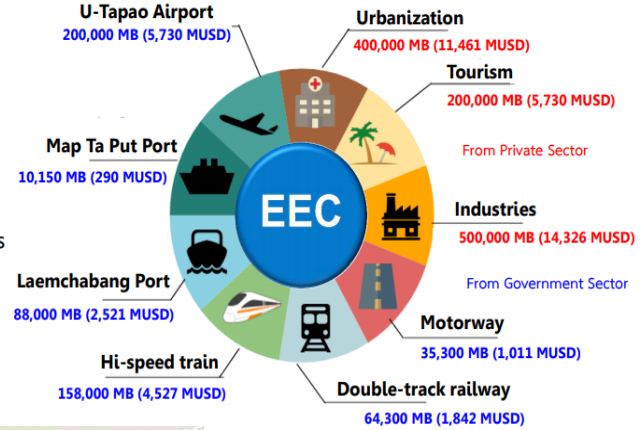 U-Tapao Airport
200,000 MB (5,730 MUSD)
Urbanization
400,000 MB (11,461 MUSD)
Tourism
200,000 MB (5,730 MUSD)
From Private Sector
Map Ta Put Port
10,150 MB (290 MUSD)
EEC
Industries
500,000 MB (14,326 MUSD)
s
Laemchabang Port
88,000 MB (2,521 MUSD)
From Government Sector
Motorway
35,300 MB (1,011 MUSD)
Hi-speed train
158,000 MB (4,527 MUSD)
Double-track railway
64,300 MB (1,842 MUSD)